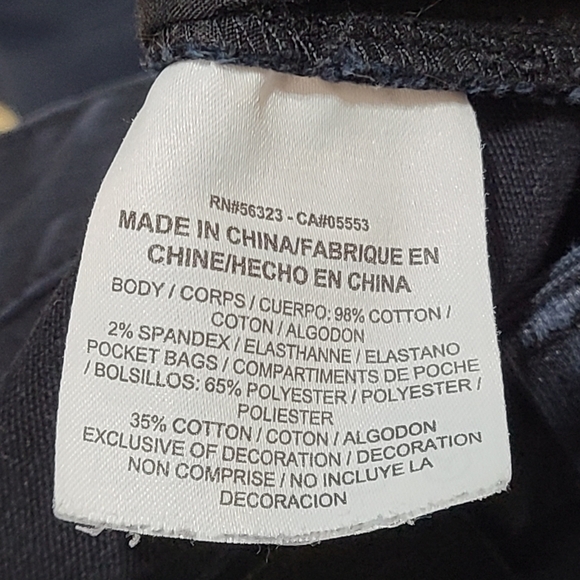 RN#56323 - CA#05553
MADE IN CHINA/FABRIQUE EN
CHINE/HECHO EN CHINA
BODY / CORPS / CUERPO: 98% COTTON /
COTON / ALGODON
2% SPANDEX / ELASTHANNE / ELASTANO
POCKET BAGS / COMPARTIMENTS DE POCHE
/ BOLSILLOS: 65% POLYESTER / POLYESTER /
POLIESTER
35% COTTON / COTON / ALGODON
EXCLUSIVE OF DECORATION / DECORATION
NON COMPRISE / NO INCLUYE LA
DECORACION